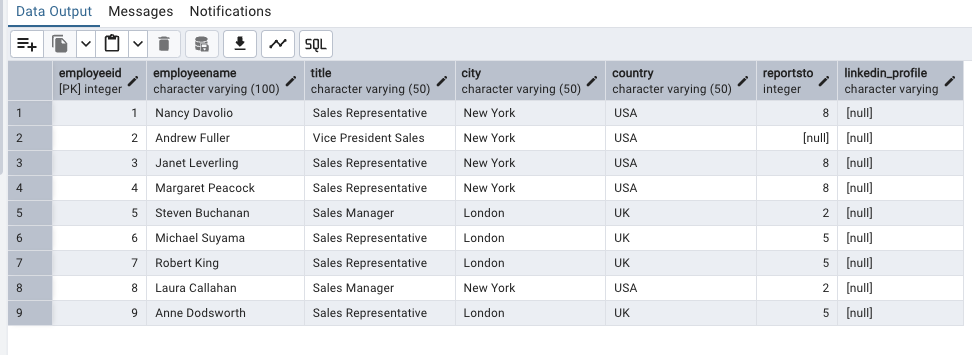 Data Output Messages Notifications
SQL
employeeid employeename title city country reportsto linkedin_profile
[PK] integer character varying (100) character varying (50) character varying (50) character varying (50) integer character varying
1 1 Nancy Davolio Sales Representative New York USA 8 [null]
2 2 Andrew Fuller Vice President Sales New York USA [null] [null]
3 3 Janet Leverling Sales Representative New York USA 8 [null]
4 4 Margaret Peacock Sales Representative New York USA 8 [null]
5 5 Steven Buchanan Sales Manager London UK 2 [null]
6 6 Michael Suyama Sales Representative London UK 5 [null]
7 7 Robert King Sales Representative London UK 5 [null]
8 8 Laura Callahan Sales Manager New York USA 2 [null]
9 9 Anne Dodsworth Sales Representative London UK 5 [null]